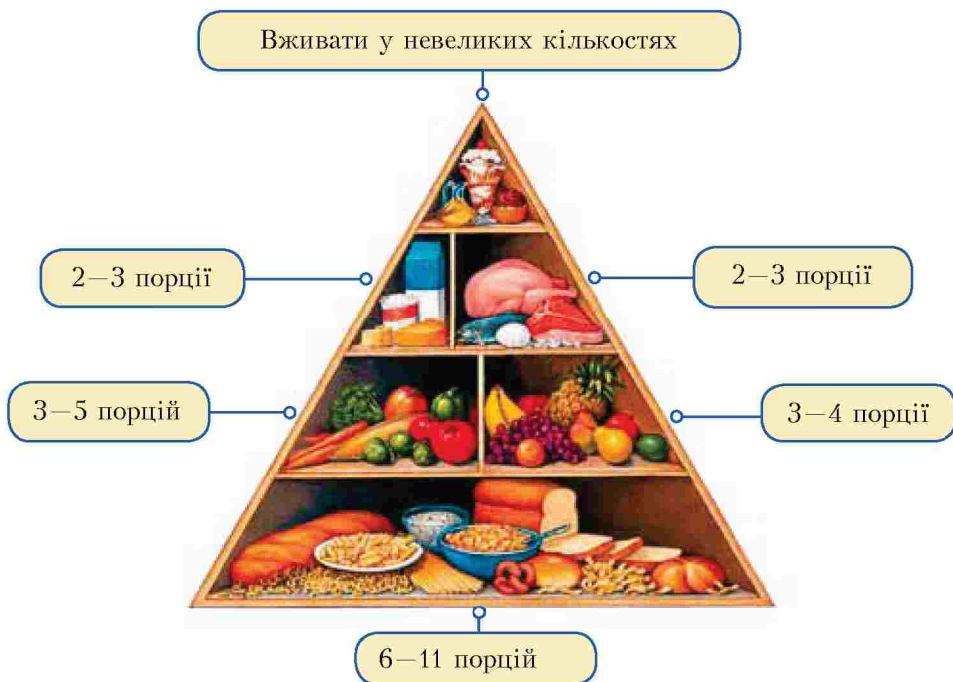 Вживати у невеликих кількостях
2–3 порції
2–3 порції
3–5 порцій
3–4 порції
6–11 порцій